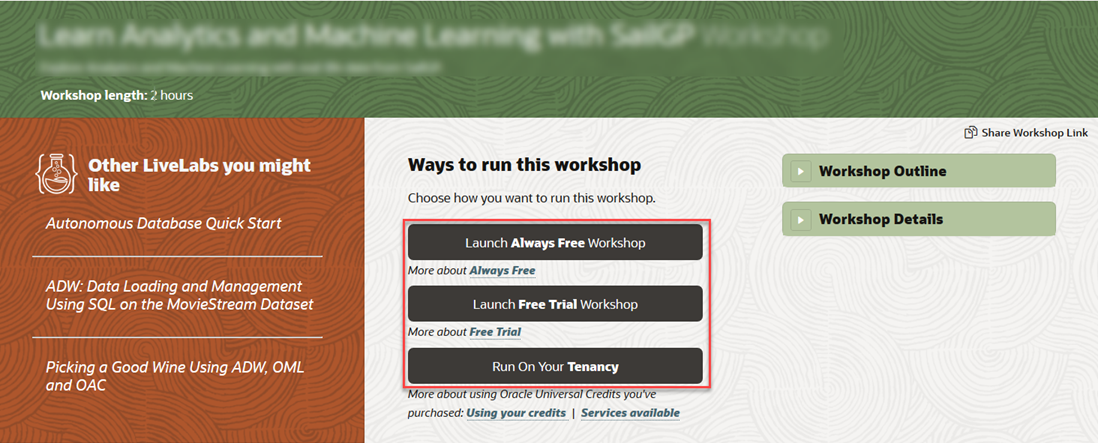 Learn Analytics and Machine Learning with SailGP Workshop
Workshop length: 2 hours
Share Workshop Link
Other LiveLabs you might
like
Autonomous Database Quick Start
ADW: Data Loading and Management
Using SQL on the MovieStream Dataset
Picking a Good Wine Using ADW, OML
and OAC
Ways to run this workshop
Choose how you want to run this workshop.
Launch Always Free Workshop
More about Always Free
Launch Free Trial Workshop
More about Free Trial
Run On Your Tenancy
More about using Oracle Universal Credits you've
purchased: Using your credits | Services available
Workshop Outline
Workshop Details